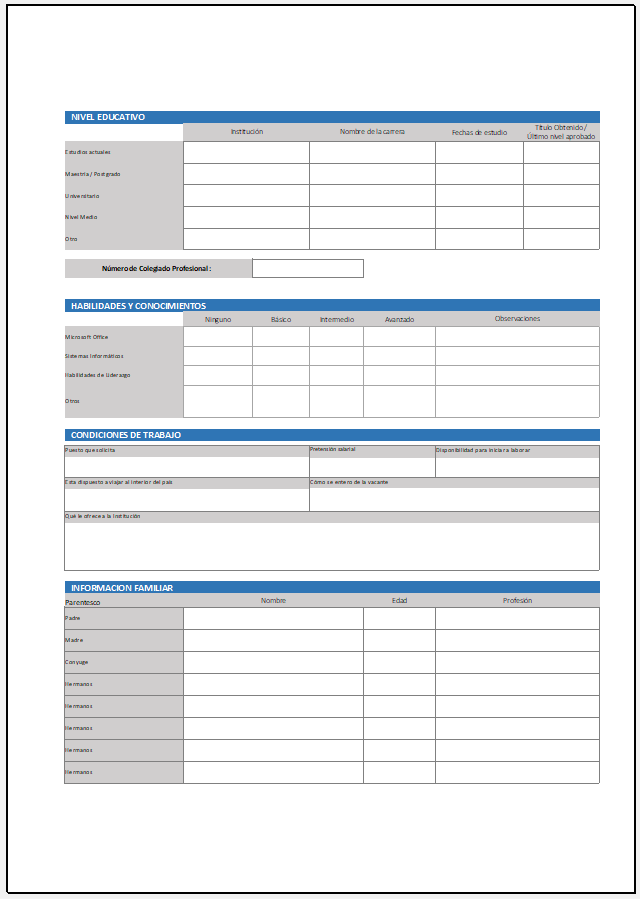 NIVEL EDUCATIVO
Institución Nombre de la carrera Fechas de estudio Título Obtenido /
Último nivel aprobado
Estudios actuales
Maestría / Postgrado
Universitario
Nivel Medio
Otro
Número de Colegiado Profesional :
HABILIDADES Y CONOCIMIENTOS
Ninguno Básico Intermedio Avanzado Observaciones
Microsoft Office
Sistemas Informáticos
Habilidades de Liderazgo
Otros
CONDICIONES DE TRABAJO
Puesto que solicita Pretensión salarial Disponibilidad para iniciar a laborar
Esta dispuesto a viajar al interior del país Cómo se entero de la vacante
Qué le ofrece a la Institución
INFORMACION FAMILIAR
Parentesco Nombre Edad Profesión
Padre
Madre
Conyuge
Hermanos
Hermanos
Hermanos
Hermanos
Hermanos